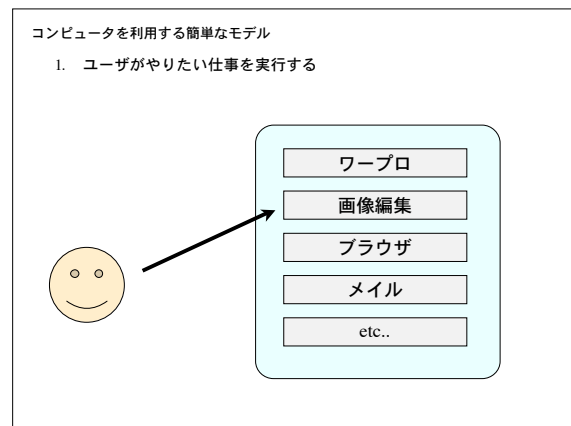 コンピュータを利用する簡単なモデル
1. ユーザがやりたい仕事を実行する
ワープロ
画像編集
ブラウザ
メイル
etc..